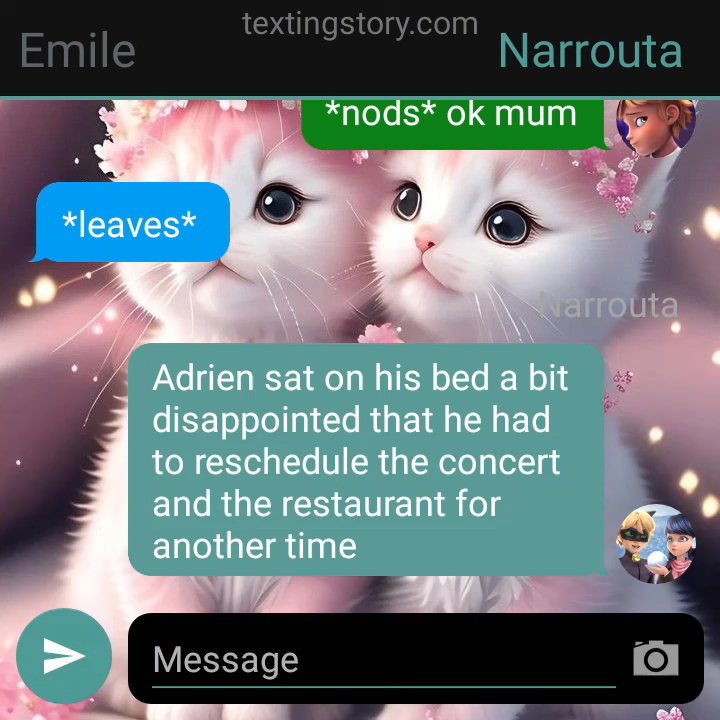 textingstory.com
Emile
Narrouta
*nods* ok mum
*leaves*
Narrouta
Adrien sat on his bed a bit
disappointed that he had
to reschedule the concert
and the restaurant for
another time
Message